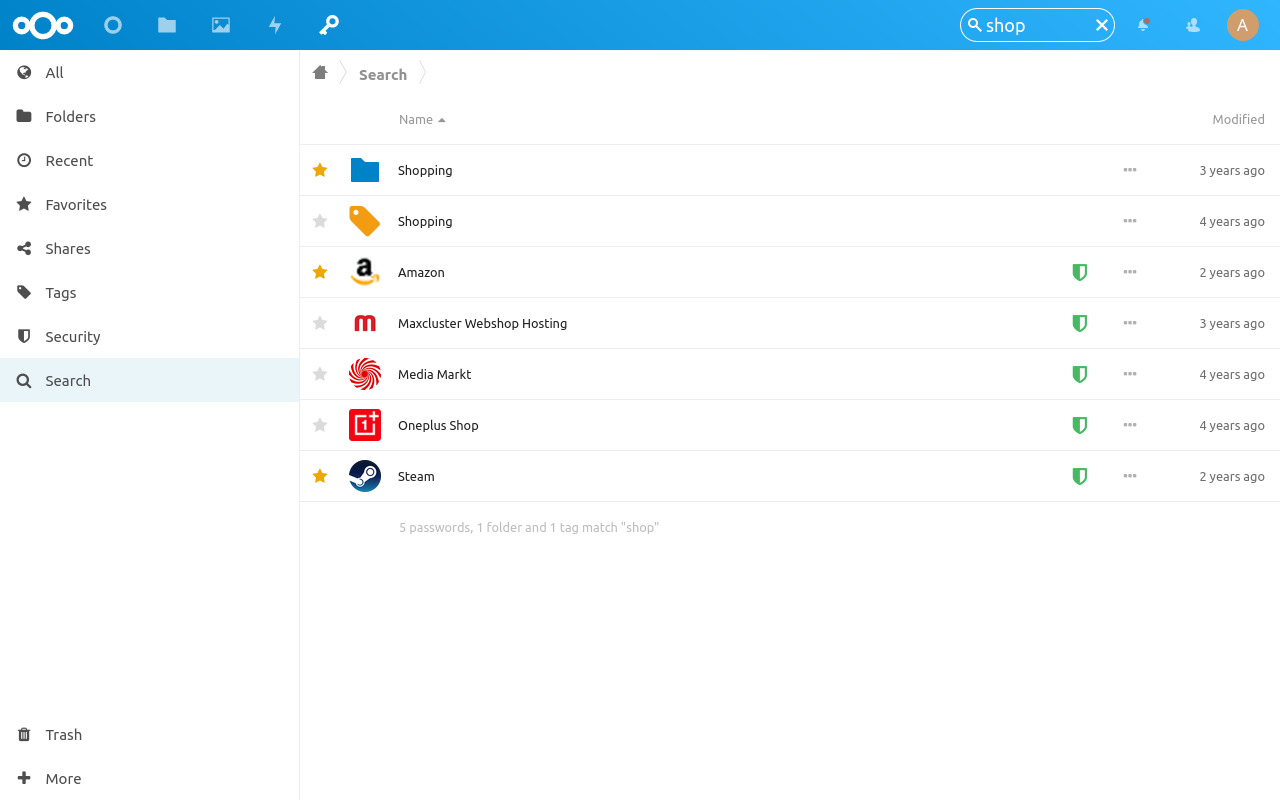 shop
A
All
Folders
Recent
Favorites
Shares
Tags
Security
Search
Trash
More
Search
Name Modified
Shopping 3 years ago
Shopping 4 years ago
a Amazon 2 years ago
m Maxcluster Webshop Hosting 3 years ago
Media Markt 4 years ago
1+ Oneplus Shop 4 years ago
Steam 2 years ago
5 passwords, 1 folder and 1 tag match "shop"